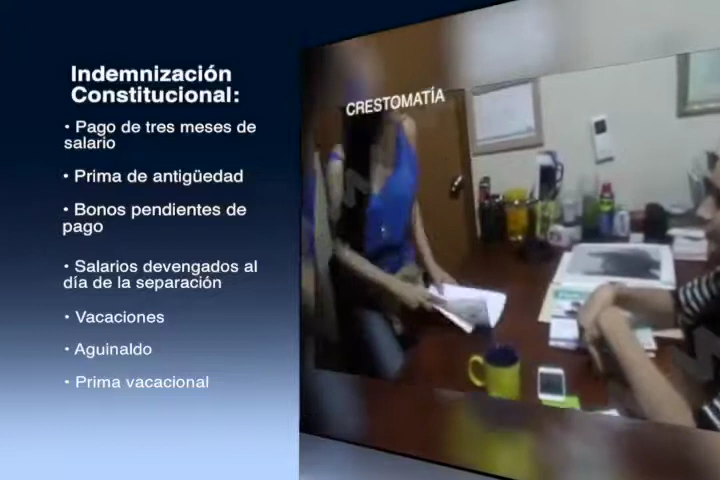 Indemnización
Constitucional:
• Pago de tres meses de
salario
• Prima de antigüedad
• Bonos pendientes de
pago
• Salarios devengados al
día de la separación
• Vacaciones
• Aguinaldo
• Prima vacacional
CRESTOMATÍA